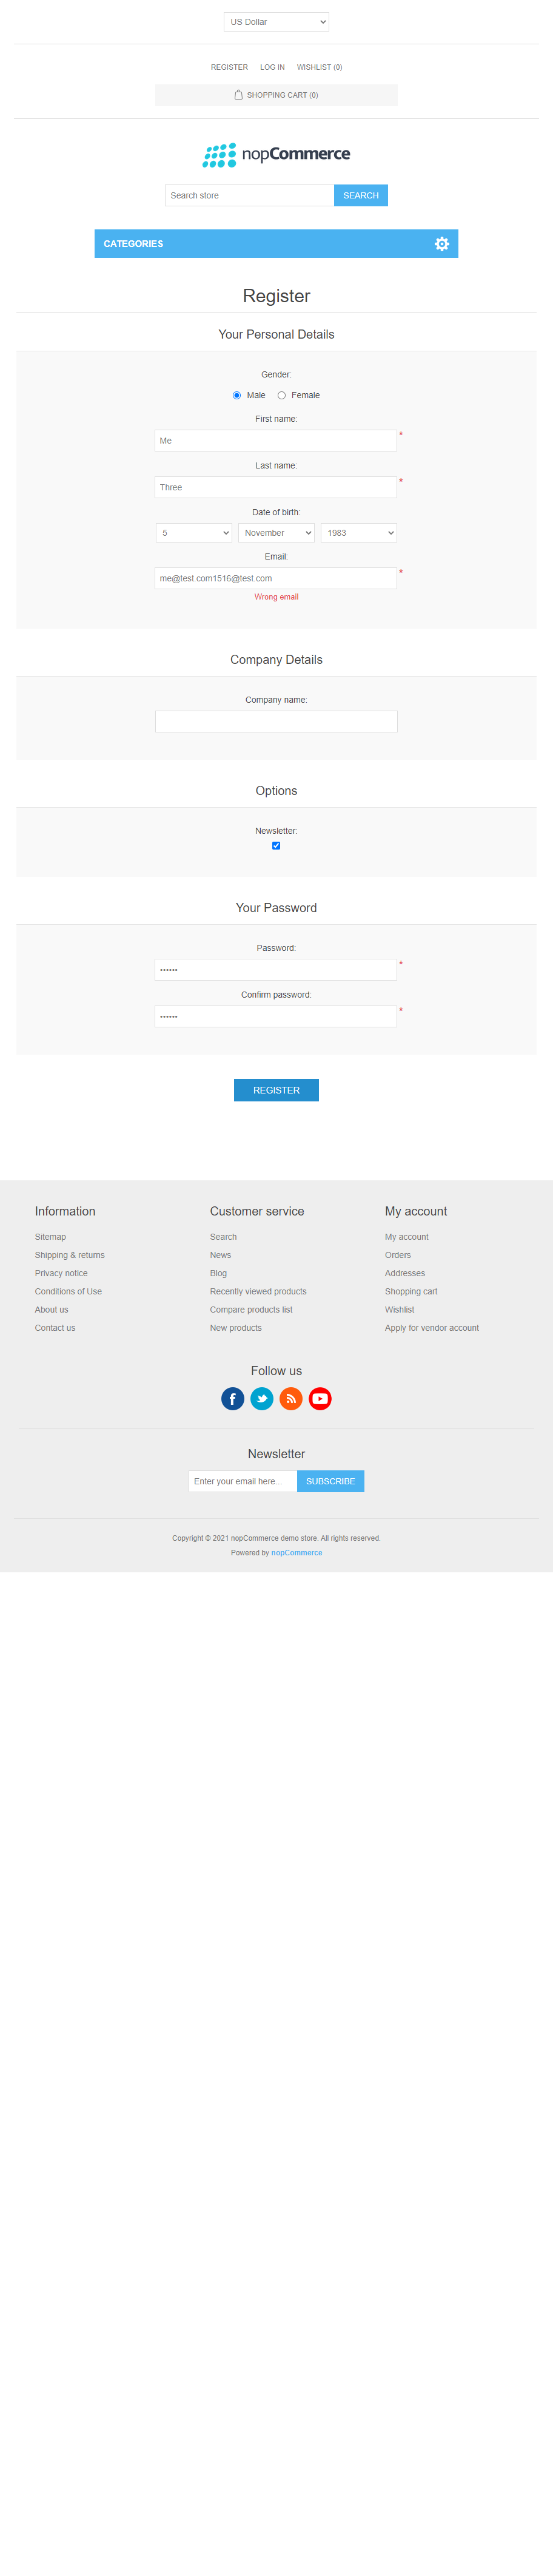 US Dollar
REGISTER LOG IN WISHLIST (0)
SHOPPING CART (0)
nopCommerce
Search store SEARCH
CATEGORIES
Register
Your Personal Details
Gender:
Male Female
First name:
Me *
Last name:
Three *
Date of birth:
5 November 1983
Email:
me@test.com1516@test.com *
Wrong email
Company Details
Company name:
Options
Newsletter:
Your Password
Password:
•••••• *
Confirm password:
•••••• *
REGISTER
Information Customer service My account
Sitemap Search My account
Shipping & returns News Orders
Privacy notice Blog Addresses
Conditions of Use Recently viewed products Shopping cart
About us Compare products list Wishlist
Contact us New products Apply for vendor account
Follow us
Newsletter
Enter your email here... SUBSCRIBE
Copyright © 2021 nopCommerce demo store. All rights reserved.
Powered by nopCommerce